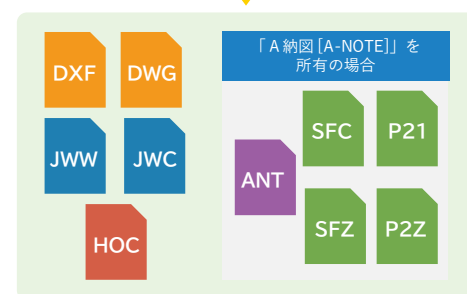 DXF
DWG
JWW
JWC
HOC
「A納図[A-NOTE]」を
所有の場合
ANT
SFC
P21
SFZ
P2Z